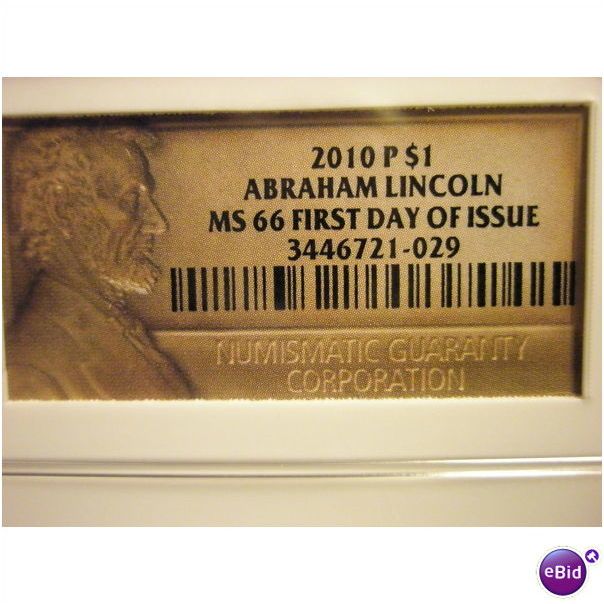 2010 P $1
ABRAHAM LINCOLN
MS 66 FIRST DAY OF ISSUE
3446721-029
NUMISMATIC GUARANTY
CORPORATION
eBid